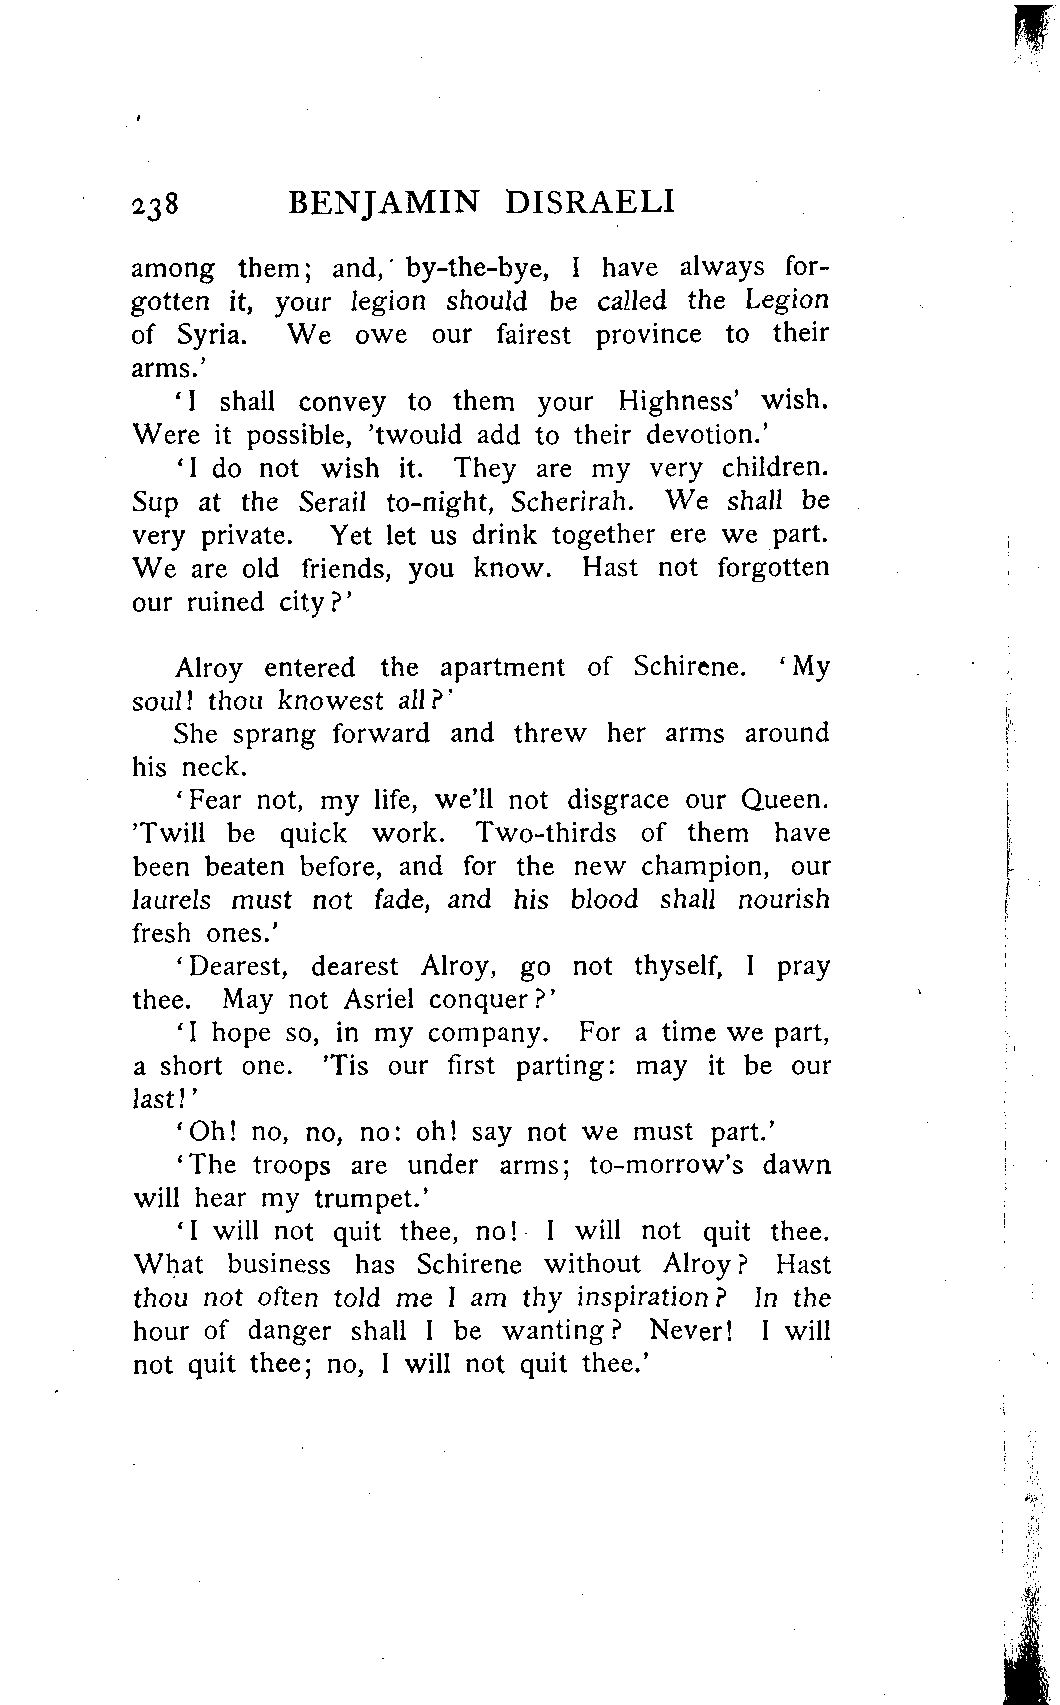 238 BENJAMIN DISRAELI
among them; and, by-the-bye, I have always for-
gotten it, your legion should be called the Legion
of Syria. We owe our fairest province to their
arms.'
'I shall convey to them your Highness' wish.
Were it possible, 'twould add to their devotion.'
'I do not wish it. They are my very children.
Sup at the Serail to-night, Scherirah. We shall be
very private. Yet let us drink together ere we part.
We are old friends, you know. Hast not forgotten
our ruined city?'
Alroy entered the apartment of Schirene. 'My
soul! thou knowest all?'
She sprang forward and threw her arms around
his neck.
'Fear not, my life, we'll not disgrace our Queen.
'Twill be quick work. Two-thirds of them have
been beaten before, and for the new champion, our
laurels must not fade, and his blood shall nourish
fresh ones.'
'Dearest, dearest Alroy, go not thyself, I pray
thee. May not Asriel conquer?'
'I hope so, in my company. For a time we part,
a short one. 'Tis our first parting: may it be our
last!'
'Oh! no, no, no: oh! say not we must part.'
'The troops are under arms; to-morrow's dawn
will hear my trumpet.'
'I will not quit thee, no! I will not quit thee.
What business has Schirene without Alroy? Hast
thou not often told me I am thy inspiration? In the
hour of danger shall I be wanting? Never! I will
not quit thee; no, I will not quit thee.'